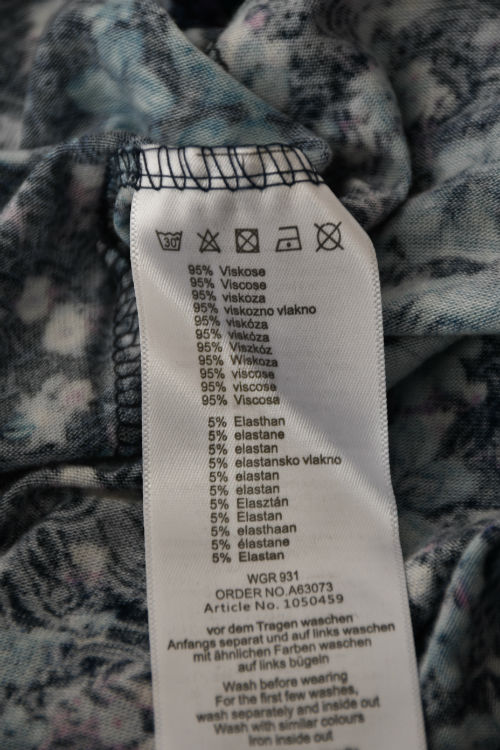 30°
95% Viskose
95% Viscose
95% viskoza
95% viskozno vlakno
95% viskóza
95% viskóza
95% Viszkóz
95% Wiskoza
95% viscose
95% viscose
95% Viscosa
5% Elasthan
5% elastane
5% elastan
5% elastansko vlakno
5% elastan
5% elastan
5% Elasztán
5% Elastan
5% elasthaan
5% élastane
5% Elastan
WGR 931
ORDER NO.A63073
Article No. 1050459
vor dem Tragen waschen
Anfangs separat und auf links waschen
mit ähnlichen Farben waschen
auf links bügeln
Wash before wearing
For the first few washes,
wash separately and inside out
Wash with similar colours
Iron inside out